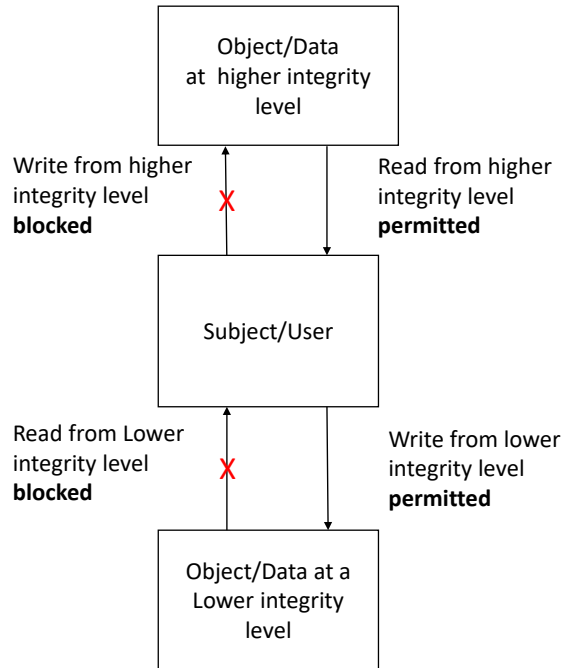 Object/Data
at higher integrity
level
Write from higher
integrity level
blocked
X
Read from higher
integrity level
permitted
Subject/User
Read from Lower
integrity level
blocked
X
Write from lower
integrity level
permitted
Object/Data at a
Lower integrity
level